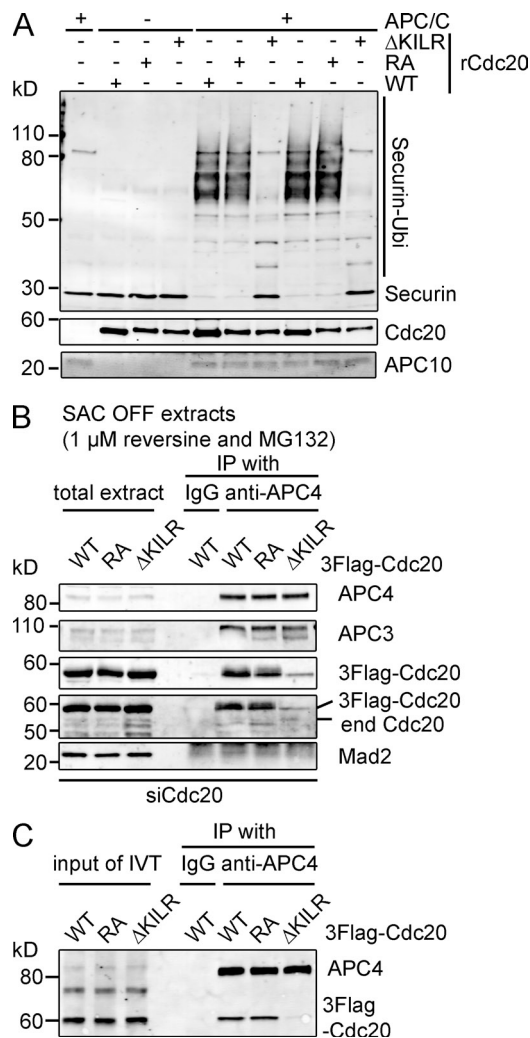 A
+ - + APC/C
- - - - + - - + - - + ΔKILR
- - - + - - + - - + - RA
- - + - - + - - + - - WT
rCdc20
kD
110
80
50
30
60
20
Securin-Ubi
Securin
Cdc20
APC10
B SAC OFF extracts
(1 µM reversine and MG132)
IP with
total extract IgG anti-APC4
WT RA ΔKILR WT WT RA ΔKILR 3Flag-Cdc20
kD
80 APC4
110 APC3
60 3Flag-Cdc20
60 3Flag-Cdc20
50 end Cdc20
20 Mad2
siCdc20
C
IP with
input of IVT IgG anti-APC4
WT RA ΔKILR WT WT RA ΔKILR 3Flag-Cdc20
kD
80 APC4
60 3Flag
-Cdc20